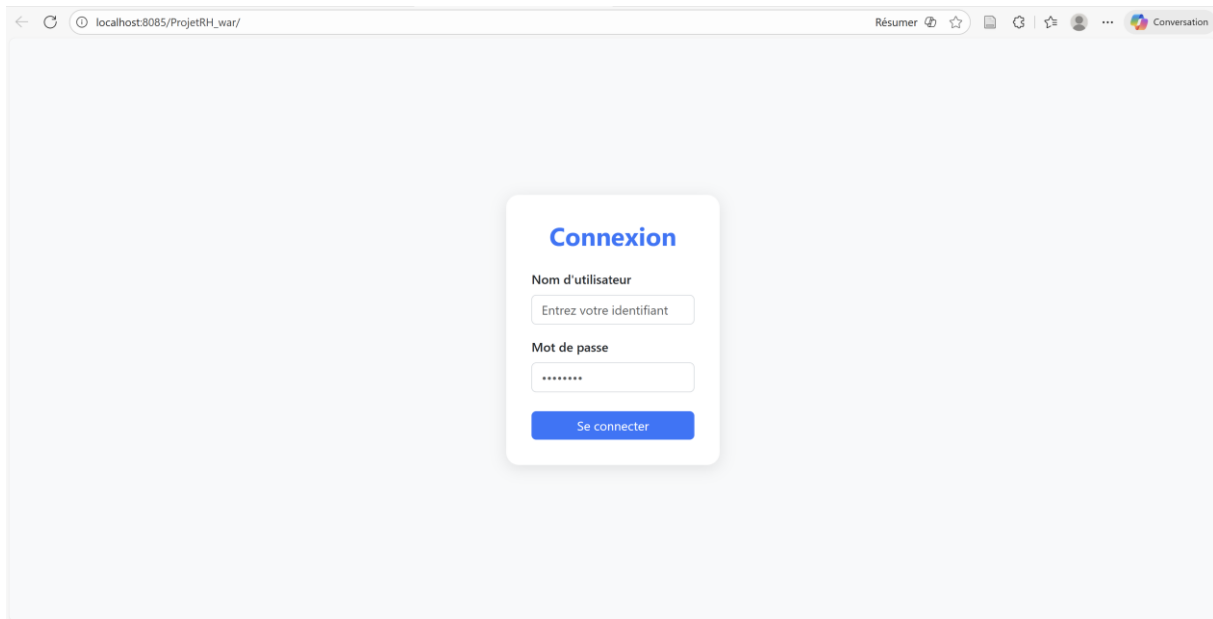 localhost:8085/ProjetRH_war/ Résumer Conversation
Connexion
Nom d'utilisateur
Entrez votre identifiant
Mot de passe
••••••••
Se connecter